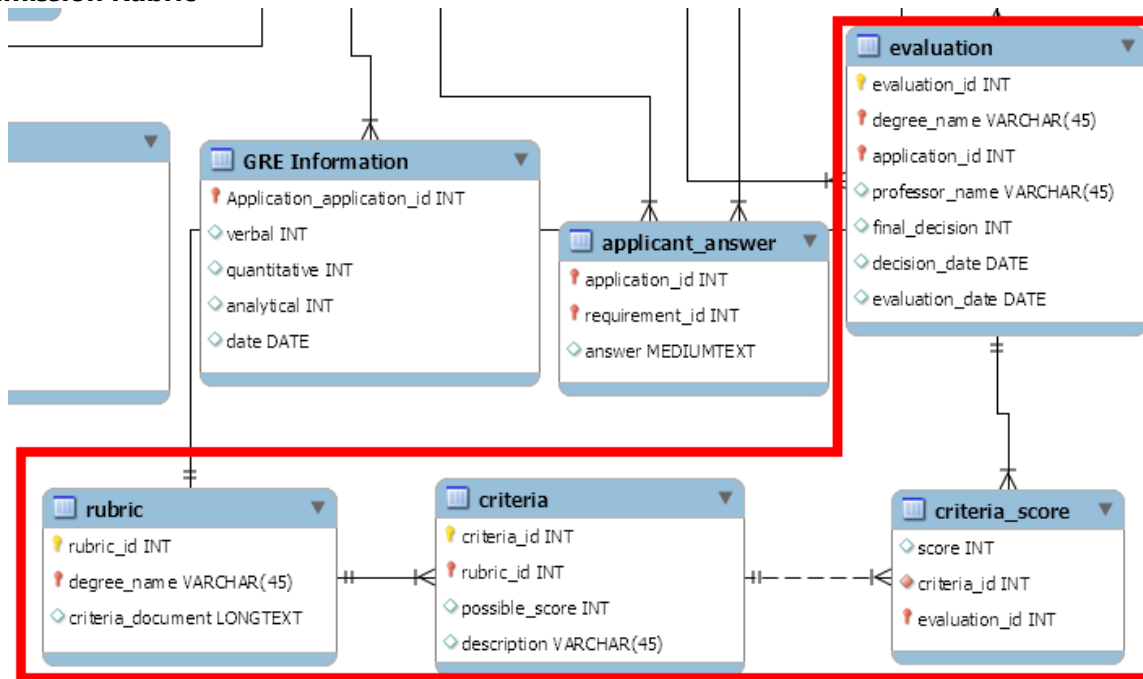 evaluation
evaluation_id INT
degree_name VARCHAR(45)
application_id INT
professor_name VARCHAR(45)
final_decision INT
decision_date DATE
evaluation_date DATE
GRE Information
Application_application_id INT
verbal INT
quantitative INT
analytical INT
date DATE
applicant_answer
application_id INT
requirement_id INT
answer MEDIUMTEXT
rubric
rubric_id INT
degree_name VARCHAR(45)
criteria_document LONGTEXT
criteria
criteria_id INT
rubric_id INT
possible_score INT
description VARCHAR(45)
criteria_score
score INT
criteria_id INT
evaluation_id INT